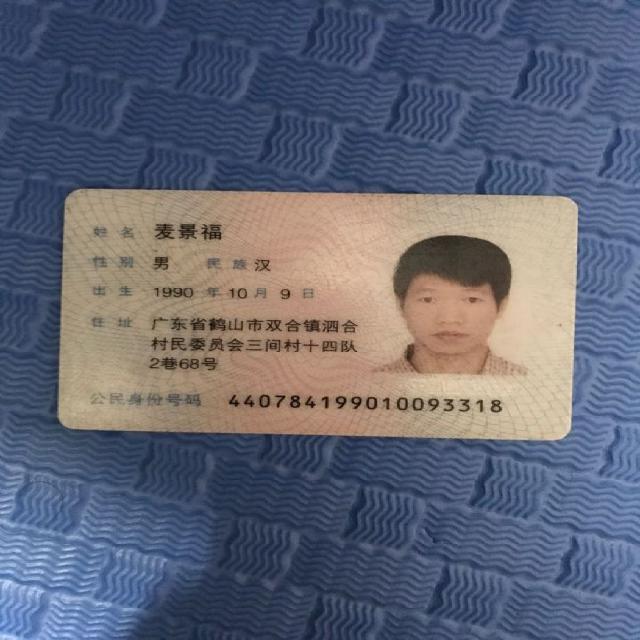 姓名 麦景福
性别 男 民族 汉
出生 1990 年 10 月 9 日
住址 广东省鹤山市双合镇泗合
村民委员会三间村十四队
2巷68号
公民身份号码 440784199010093318